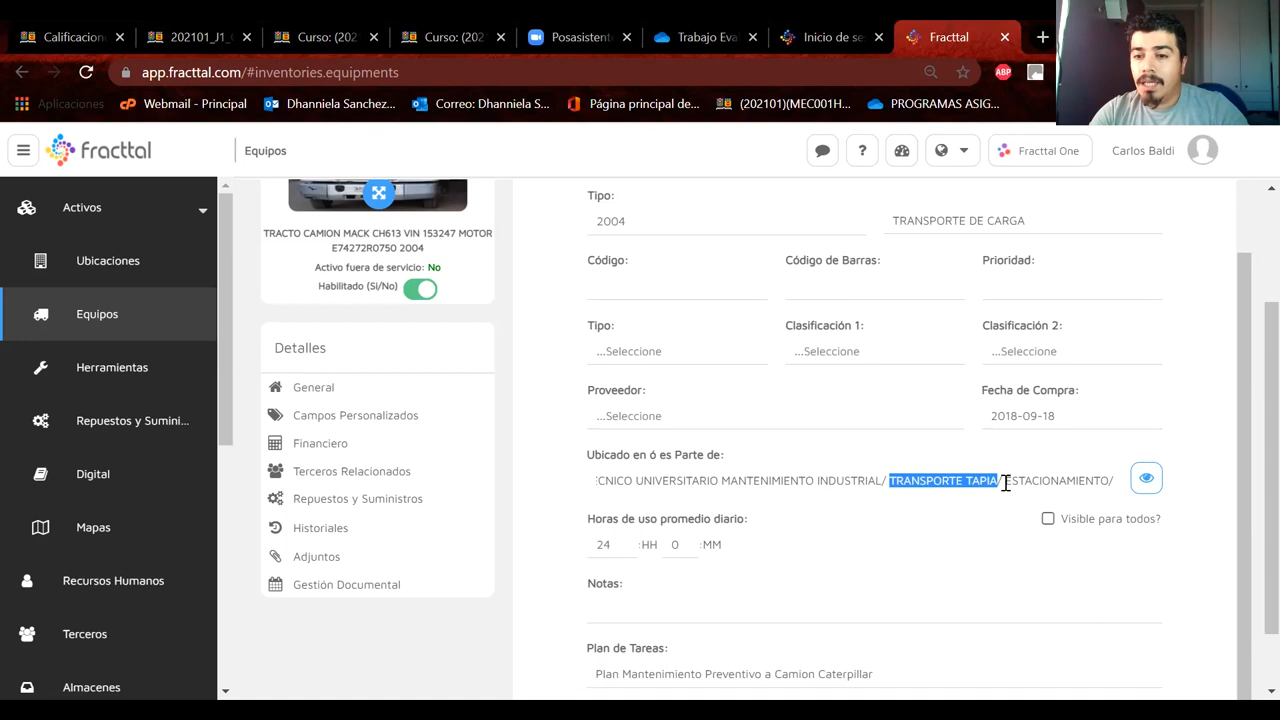 Calificacion
202101_J1_
Curso: (202
Curso: (202
Posasistente
Trabajo Eva
Inicio de se
Fracttal
app.fracttal.com/#inventories.equipments
ABP
Aplicaciones
Webmail - Principal
Dhanniela Sanchez...
Correo: Dhanniela S...
Página principal de...
(202101)(MEC001H...
PROGRAMAS ASIG...
fracttal
Equipos
?
Fracttal One
Carlos Baldi
Activos
Ubicaciones
Equipos
Herramientas
Repuestos y Sumini...
Digital
Mapas
Recursos Humanos
Terceros
Almacenes
TRACTO CAMION MACK CH613 VIN 153247 MOTOR
E74272R0750 2004
Activo fuera de servicio: No
Habilitado (Si/No)
Detalles
General
Campos Personalizados
Financiero
Terceros Relacionados
Repuestos y Suministros
Historiales
Adjuntos
Gestión Documental
Tipo:
2004 TRANSPORTE DE CARGA
Código: Código de Barras: Prioridad:
Tipo: Clasificación 1: Clasificación 2:
...Seleccione ...Seleccione ...Seleccione
Proveedor: Fecha de Compra:
...Seleccione 2018-09-18
Ubicado en ó es Parte de:
ECNICO UNIVERSITARIO MANTENIMIENTO INDUSTRIAL/ TRANSPORTE TAPIA/ ESTACIONAMIENTO/
Horas de uso promedio diario: Visible para todos?
24 :HH 0 :MM
Notas:
Plan de Tareas:
Plan Mantenimiento Preventivo a Camion Caterpillar